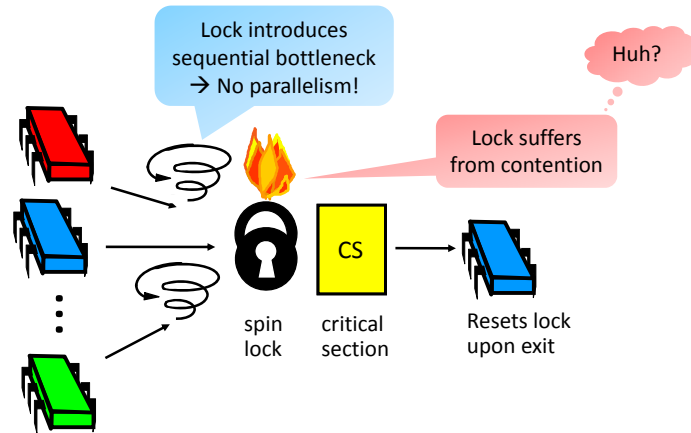 Lock introduces
sequential bottleneck
→ No parallelism!
Huh?
Lock suffers
from contention
CS
spin
lock
critical
section
Resets lock
upon exit